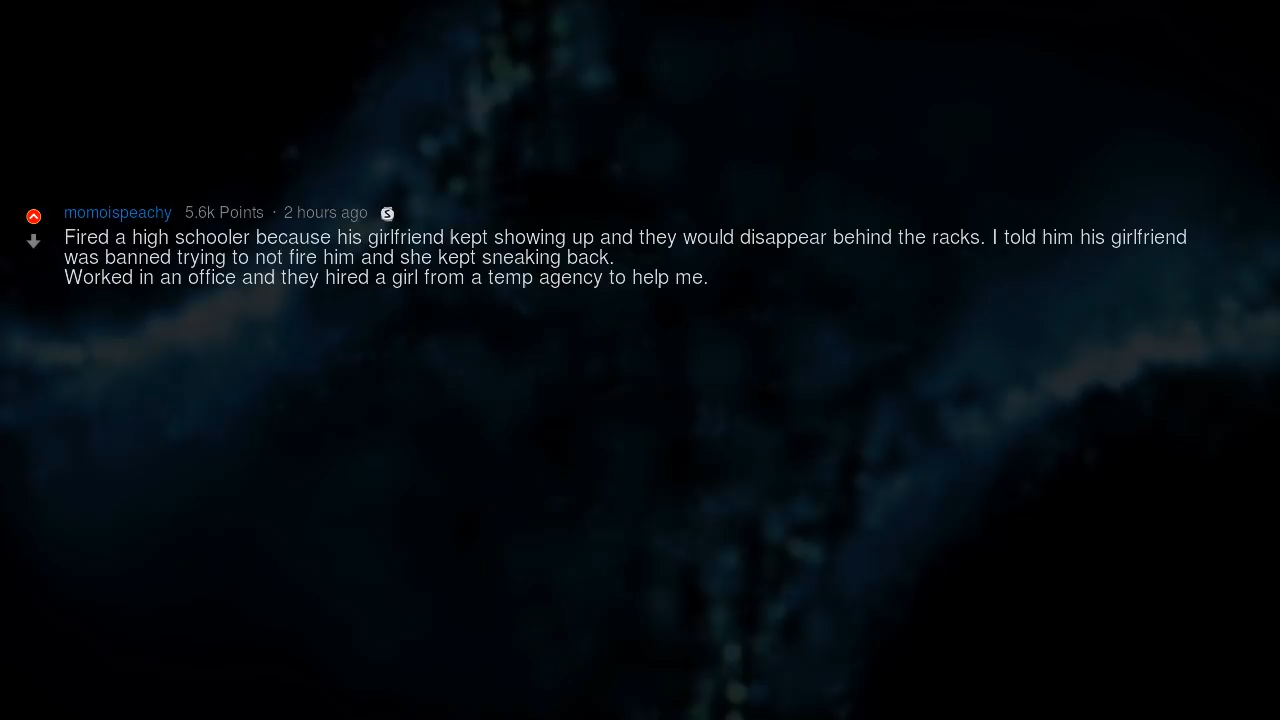 momoispeachy 5.6k Points · 2 hours ago
Fired a high schooler because his girlfriend kept showing up and they would disappear behind the racks. I told him his girlfriend
was banned trying to not fire him and she kept sneaking back.
Worked in an office and they hired a girl from a temp agency to help me.